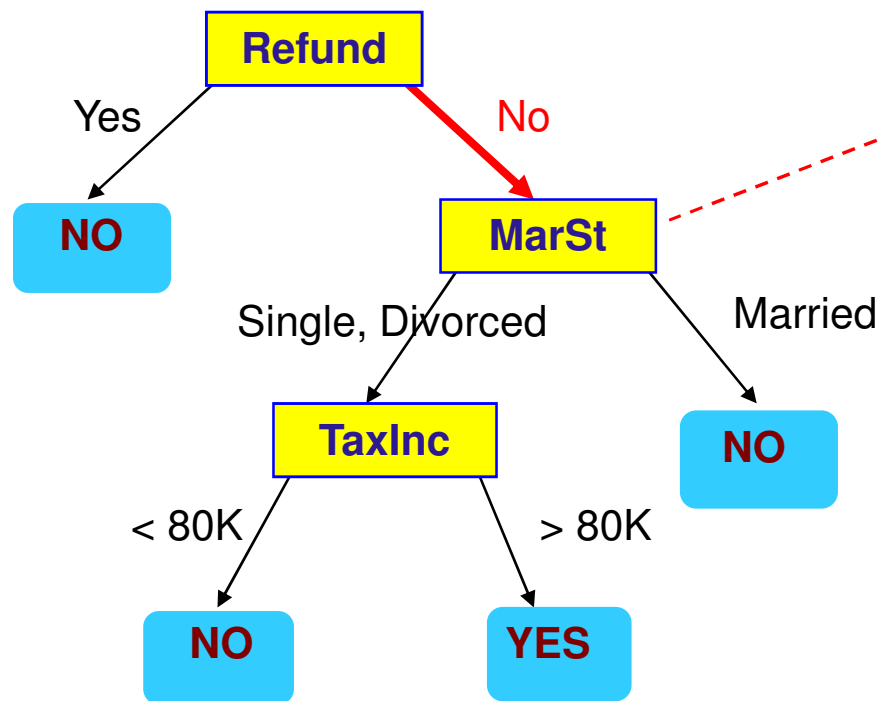 Refund
Yes
No
NO
MarSt
Single, Divorced
Married
TaxInc
NO
< 80K
> 80K
NO
YES